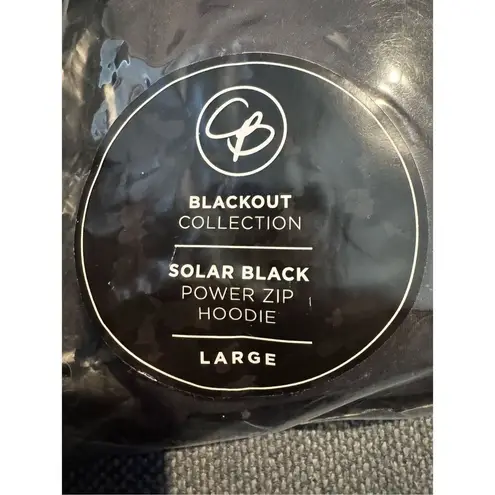 CB
BLACKOUT
COLLECTION
SOLAR BLACK
POWER ZIP
HOODIE
LARGE